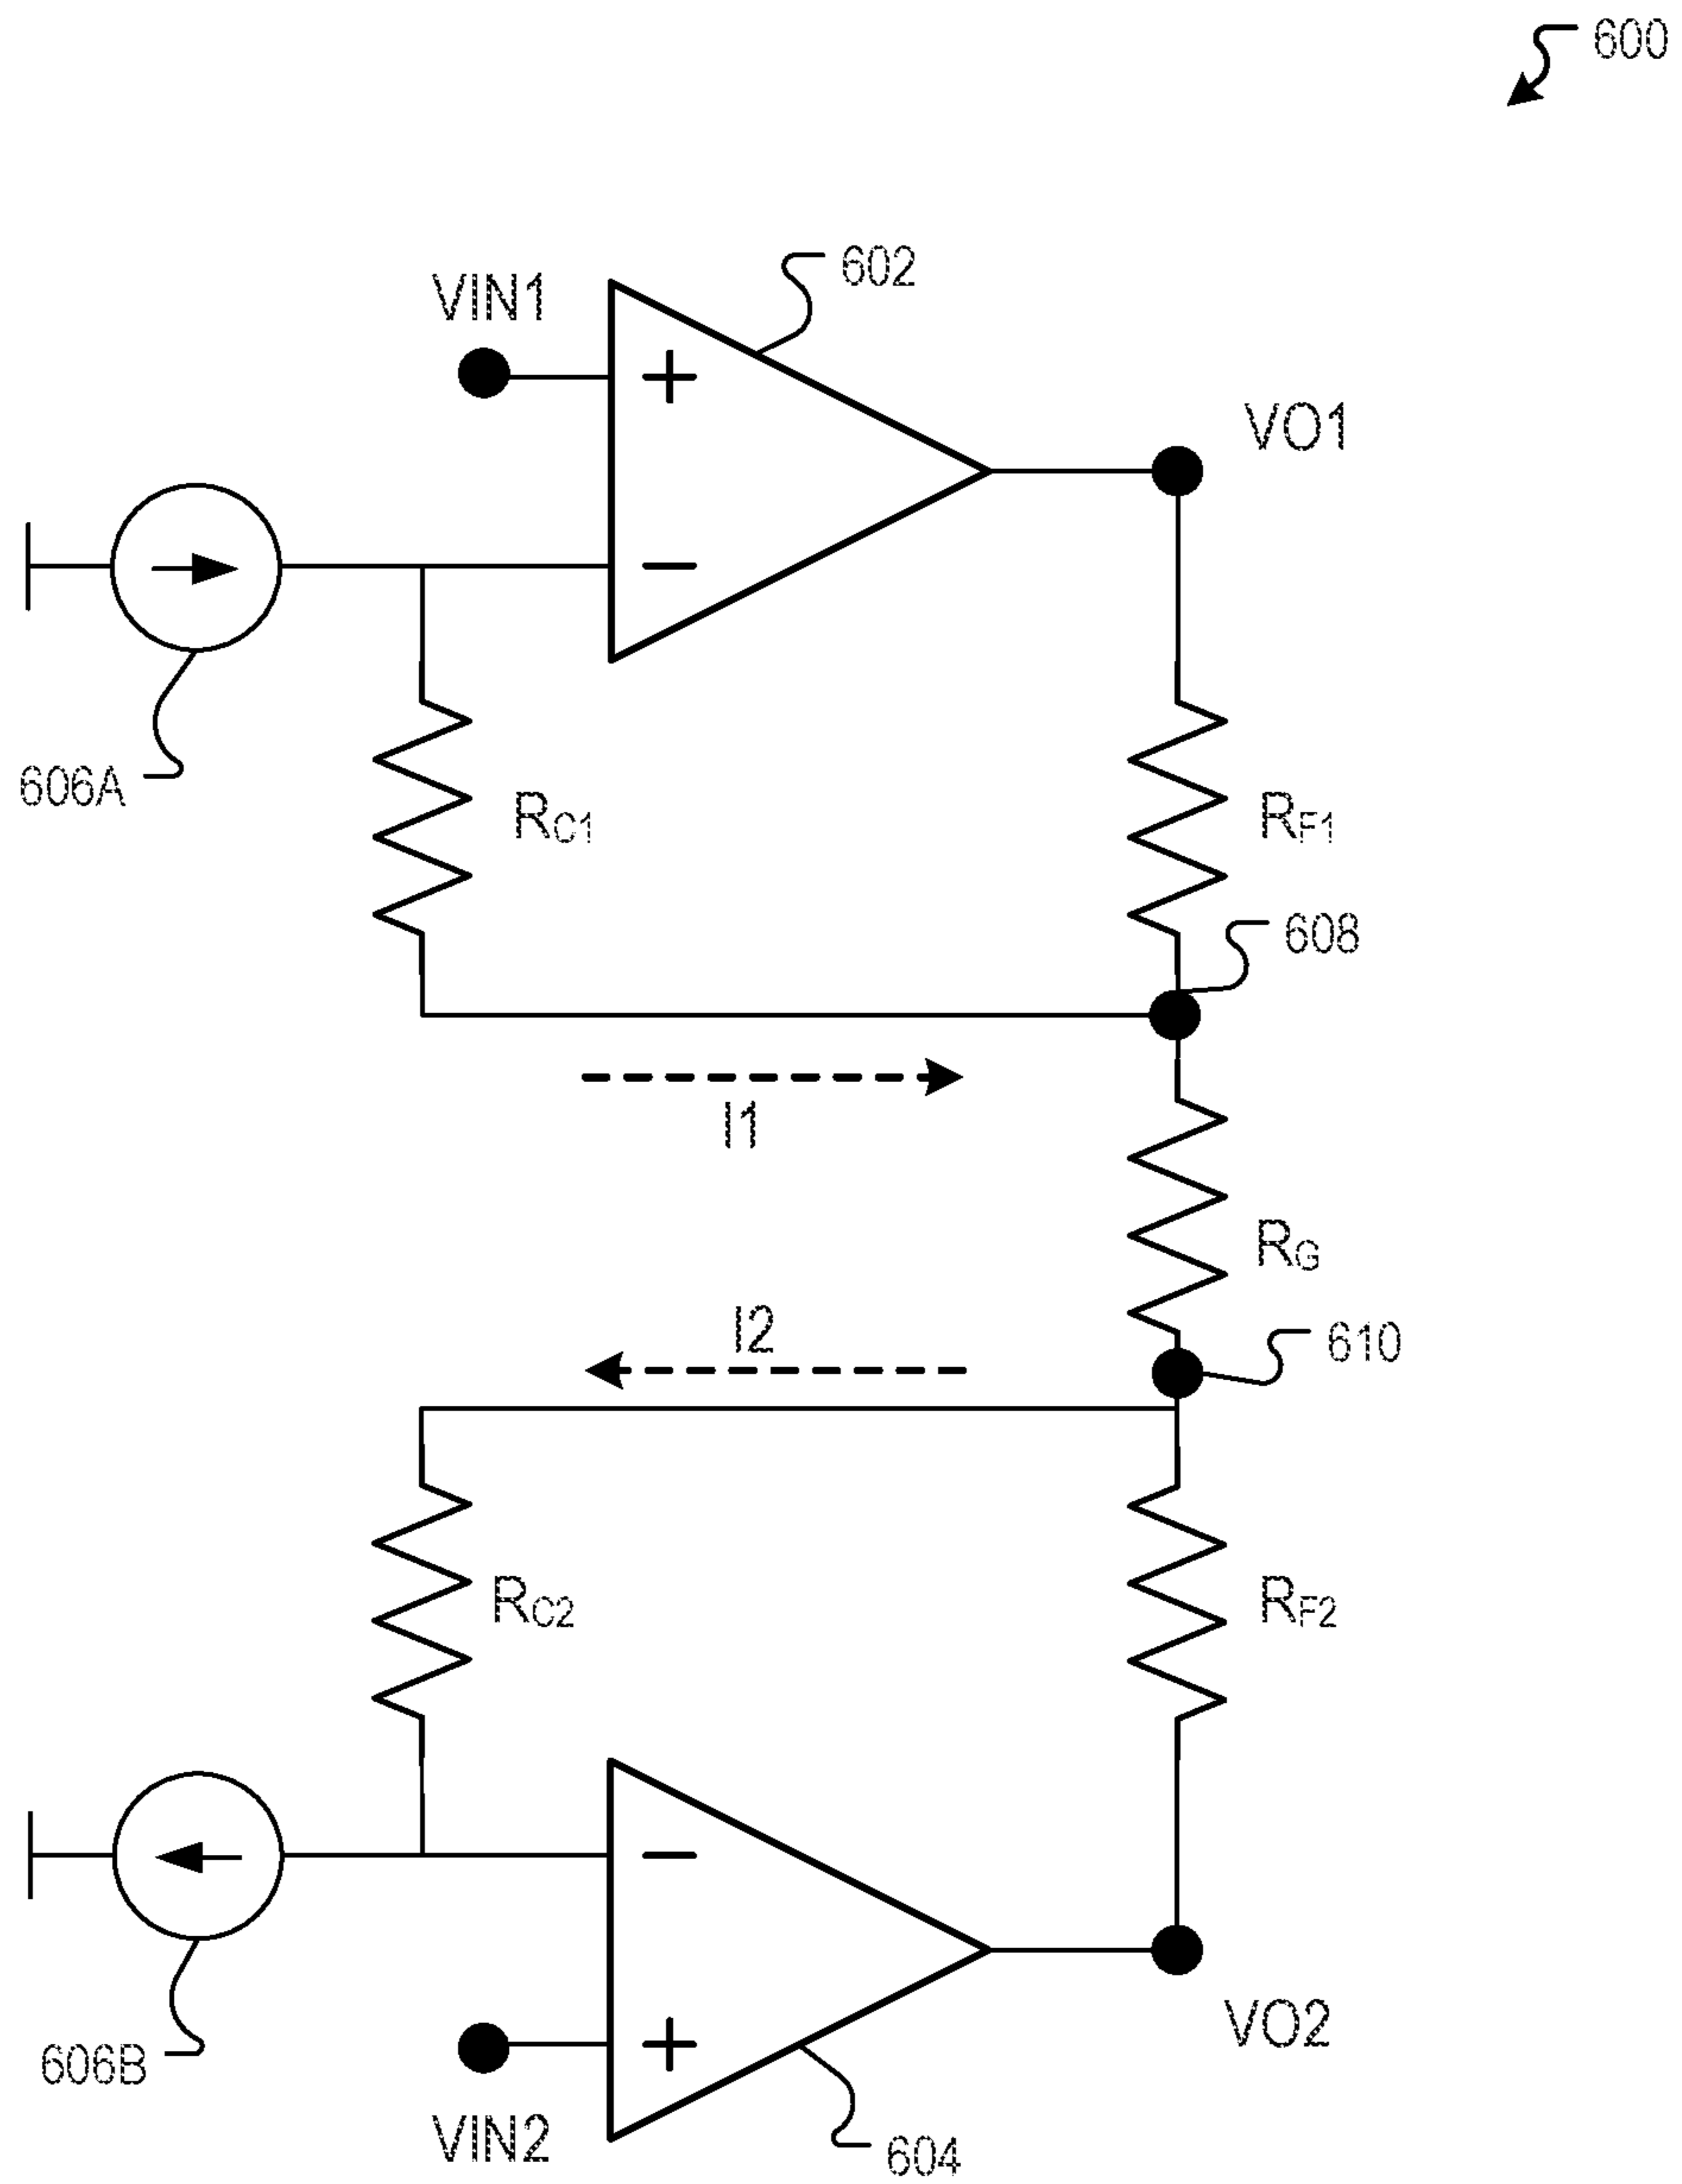 600
602
VIN1
+
VO1
−
606A
RC1
RF1
608
I1
RG
I2
610
RC2
RF2
−
+
VO2
606B
VIN2
604